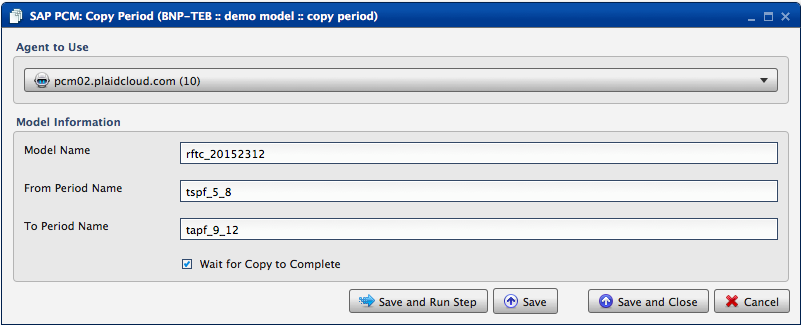 SAP PCM: Copy Period (BNP-TEB :: demo model :: copy period)
Agent to Use
pcm02.plaidcloud.com (10)
Model Information
Model Name rftc_20152312
From Period Name tspf_5_8
To Period Name tapf_9_12
Wait for Copy to Complete
Save and Run Step Save Save and Close Cancel